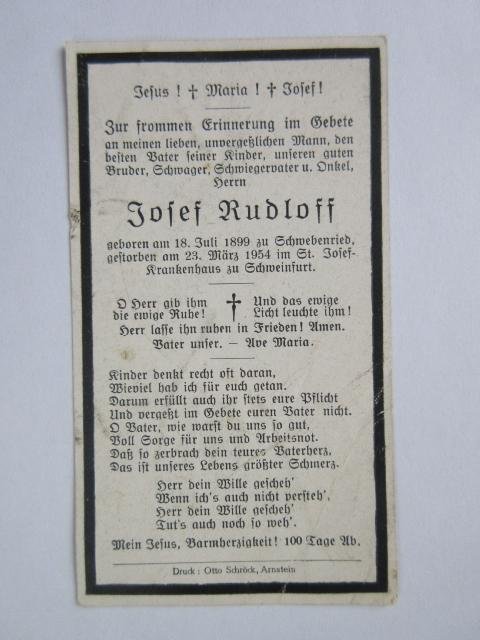 Jesus! ✝ Maria! ✝ Josef!
Zur frommen Erinnerung im Gebete
an meinen lieben, unvergeßlichen Mann, den
besten Vater seiner Kinder, unseren guten
Bruder, Schwager, Schwiegervater u. Onkel,
Herrn
Josef Rudloff
geboren am 18. Juli 1899 zu Schwebenried,
gestorben am 23. März 1954 im St. Josef-
Krankenhaus zu Schweinfurt.
O Herr gib ihm ✝ Und das ewige
die ewige Ruhe! Licht leuchte ihm!
Herr lasse ihn ruhen in Frieden! Amen.
Vater unser. — Ave Maria.
Kinder denkt recht oft daran,
Wieviel hab ich für euch getan.
Darum erfüllt auch ihr stets eure Pflicht
Und vergeßt im Gebete euren Vater nicht.
O Vater, wie warst du uns so gut,
Voll Sorge für uns und Arbeitsnot.
Daß so zerbrach dein teures Vaterherz,
Das ist unseres Lebens größter Schmerz.
Herr dein Wille gescheh'
Wenn ich's auch nicht versteh',
Herr dein Wille gescheh'
Tut's auch noch so weh'.
Mein Jesus, Barmherzigkeit! 100 Tage Ab.
Druck: Otto Schröck, Arnstein